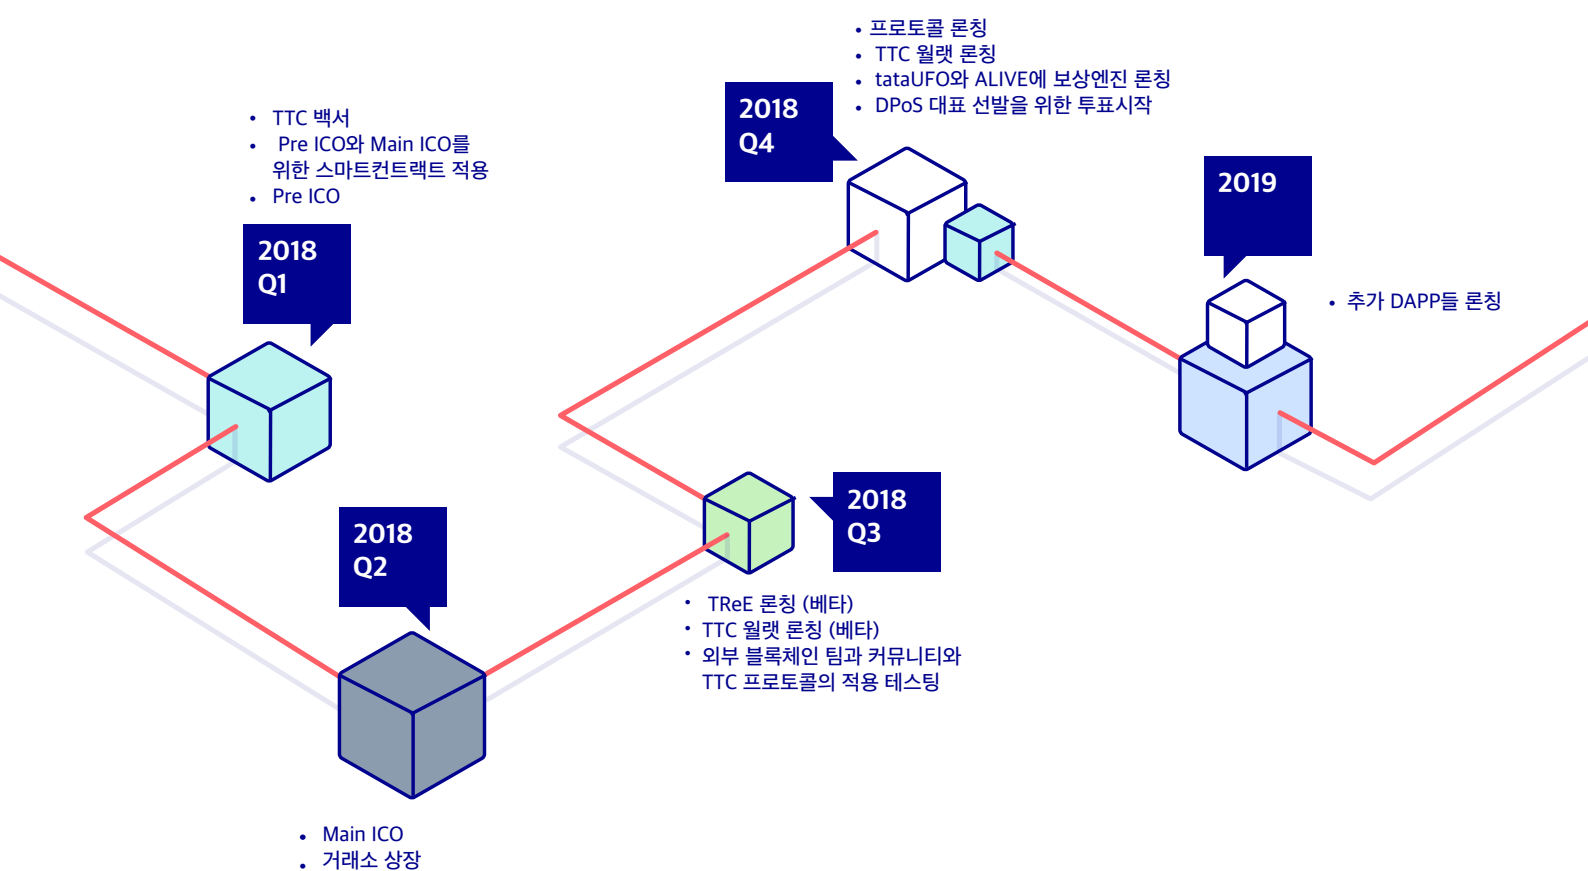 • TTC 백서
• Pre ICO와 Main ICO를
위한 스마트컨트랙트 적용
• Pre ICO
2018
Q1
2018
Q2
• Main ICO
• 거래소 상장
2018
Q3
• TReE 론칭 (베타)
• TTC 월랫 론칭 (베타)
• 외부 블록체인 팀과 커뮤니티와
TTC 프로토콜의 적용 테스팅
• 프로토콜 론칭
• TTC 월랫 론칭
• tataUFO와 ALIVE에 보상엔진 론칭
• DPoS 대표 선발을 위한 투표시작
2018
Q4
2019
• 추가 DAPP들 론칭